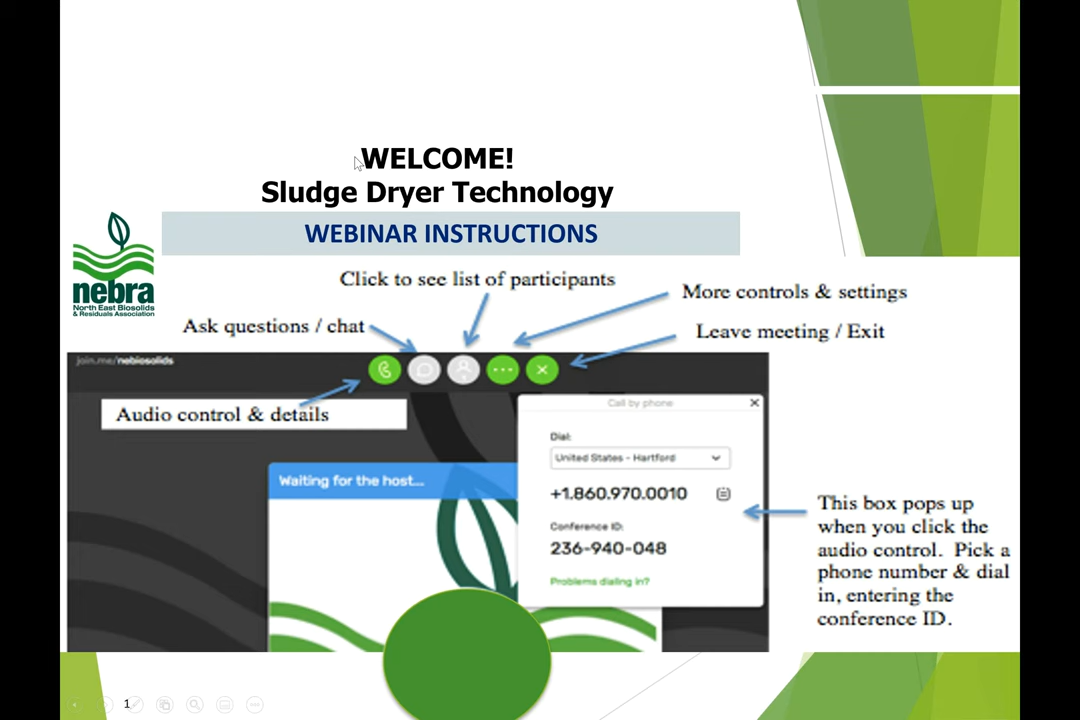 WELCOME!
Sludge Dryer Technology
WEBINAR INSTRUCTIONS
nebra
North East Biosolids
& Residuals Association
Click to see list of participants
More controls & settings
Ask questions / chat
Leave meeting / Exit
join.me/nebiosolids
Audio control & details
Call by phone
Dial:
United States - Hartford
Waiting for the host...
+1.860.970.0010
Conference ID:
236-940-048
Problems dialing in?
This box pops up
when you click the
audio control. Pick a
phone number & dial
in, entering the
conference ID.
1